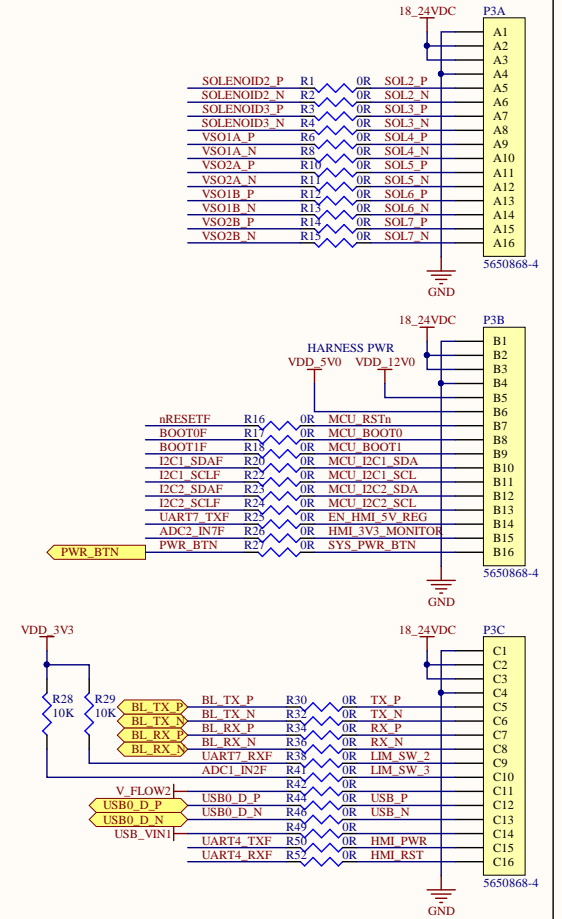 18_24VDC P3A
A1
A2
A3
A4
SOLENOID2_P R1 0R SOL2_P A5
SOLENOID2_N R2 0R SOL2_N A6
SOLENOID3_P R3 0R SOL3_P A7
SOLENOID3_N R4 0R SOL3_N A8
VSO1A_P R6 0R SOL4_P A9
VSO1A_N R8 0R SOL4_N A10
VSO2A_P R10 0R SOL5_P A11
VSO2A_N R11 0R SOL5_N A12
VSO1B_P R12 0R SOL6_P A13
VSO1B_N R13 0R SOL6_N A14
VSO2B_P R14 0R SOL7_P A15
VSO2B_N R15 0R SOL7_N A16
5650868-4
GND
18_24VDC P3B
B1
HARNESS PWR B2
VDD_5V0 VDD_12V0 B3
B4
B5
B6
nRESETF R16 0R MCU_RSTn B7
BOOT0F R17 0R MCU_BOOT0 B8
BOOT1F R18 0R MCU_BOOT1 B9
I2C1_SDAF R20 0R MCU_I2C1_SDA B10
I2C1_SCLF R22 0R MCU_I2C1_SCL B11
I2C2_SDAF R23 0R MCU_I2C2_SDA B12
I2C2_SCLF R24 0R MCU_I2C2_SCL B13
UART7_TXF R25 0R EN_HMI_5V_REG B14
ADC2_IN7F R26 0R HMI_3V3_MONITOR B15
PWR_BTN PWR_BTN R27 0R SYS_PWR_BTN B16
5650868-4
GND
VDD_3V3 18_24VDC P3C
C1
C2
C3
C4
R28 10K R29 10K
BL_TX_P BL_TX_P R30 0R TX_P C5
BL_TX_N BL_TX_N R32 0R TX_N C6
BL_RX_P BL_RX_P R34 0R RX_P C7
BL_RX_N BL_RX_N R36 0R RX_N C8
UART7_RXF R38 0R LIM_SW_2 C9
ADC1_IN2F R41 0R LIM_SW_3 C10
V_FLOW2 R42 0R C11
USB0_D_P USB0_D_P R44 0R USB_P C12
USB0_D_N USB0_D_N R46 0R USB_N C13
USB_VIN1 R49 0R C14
UART4_TXF R50 0R HMI_PWR C15
UART4_RXF R52 0R HMI_RST C16
5650868-4
GND